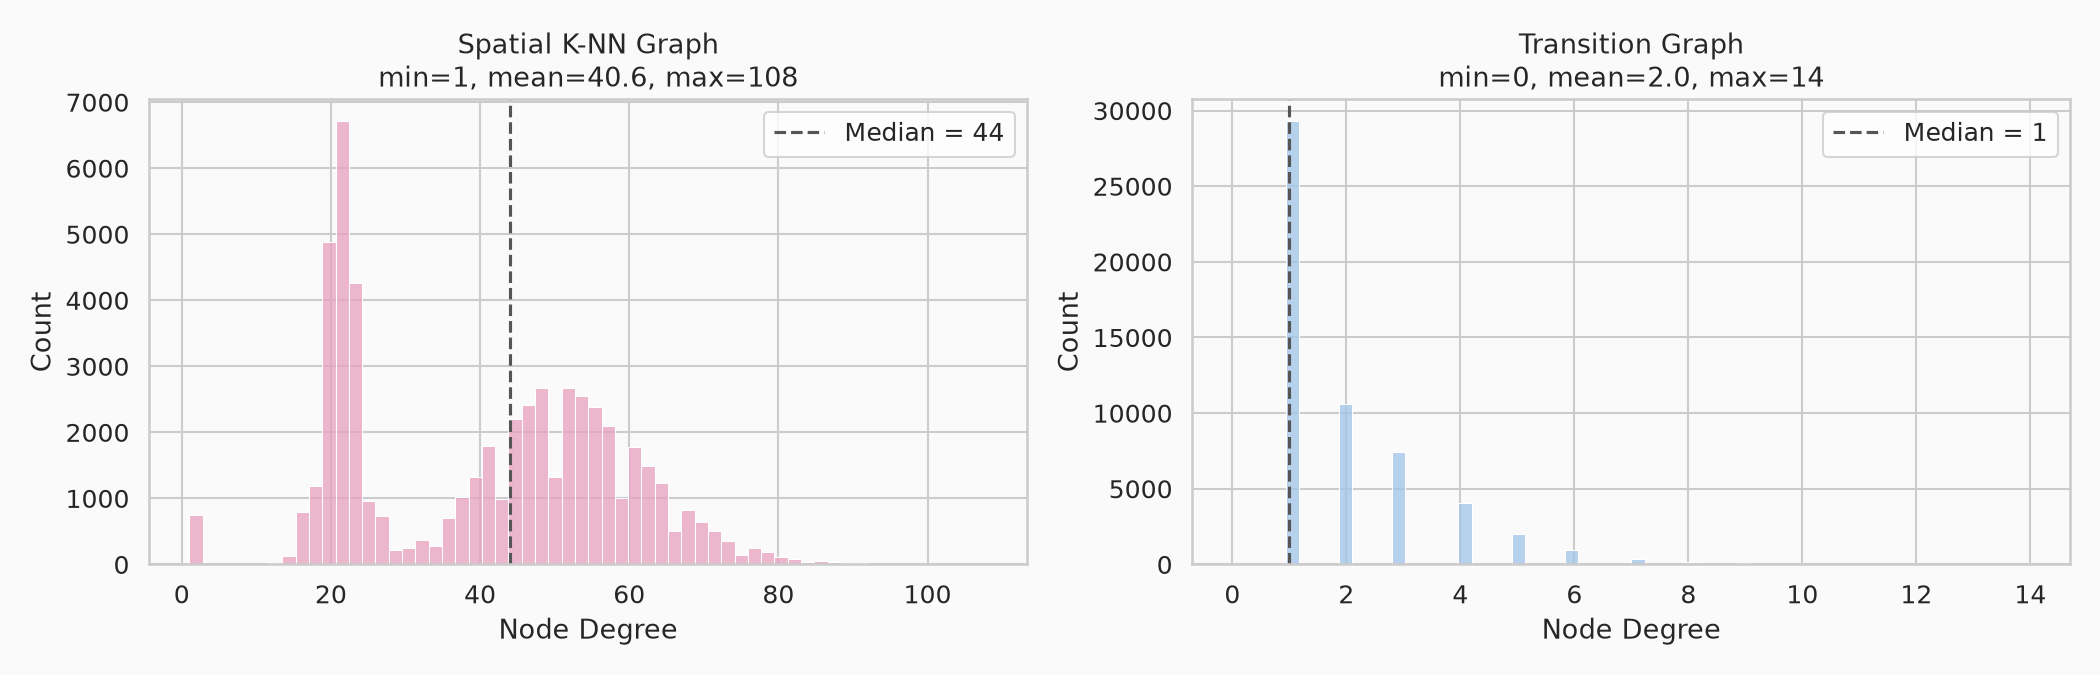 Spatial K-NN Graph
min=1, mean=40.6, max=108
7000
6000
5000
4000
3000
2000
1000
0
Count
Median = 44
0 20 40 60 80 100
Node Degree
Transition Graph
min=0, mean=2.0, max=14
30000
25000
20000
15000
10000
5000
0
Count
Median = 1
0 2 4 6 8 10 12 14
Node Degree